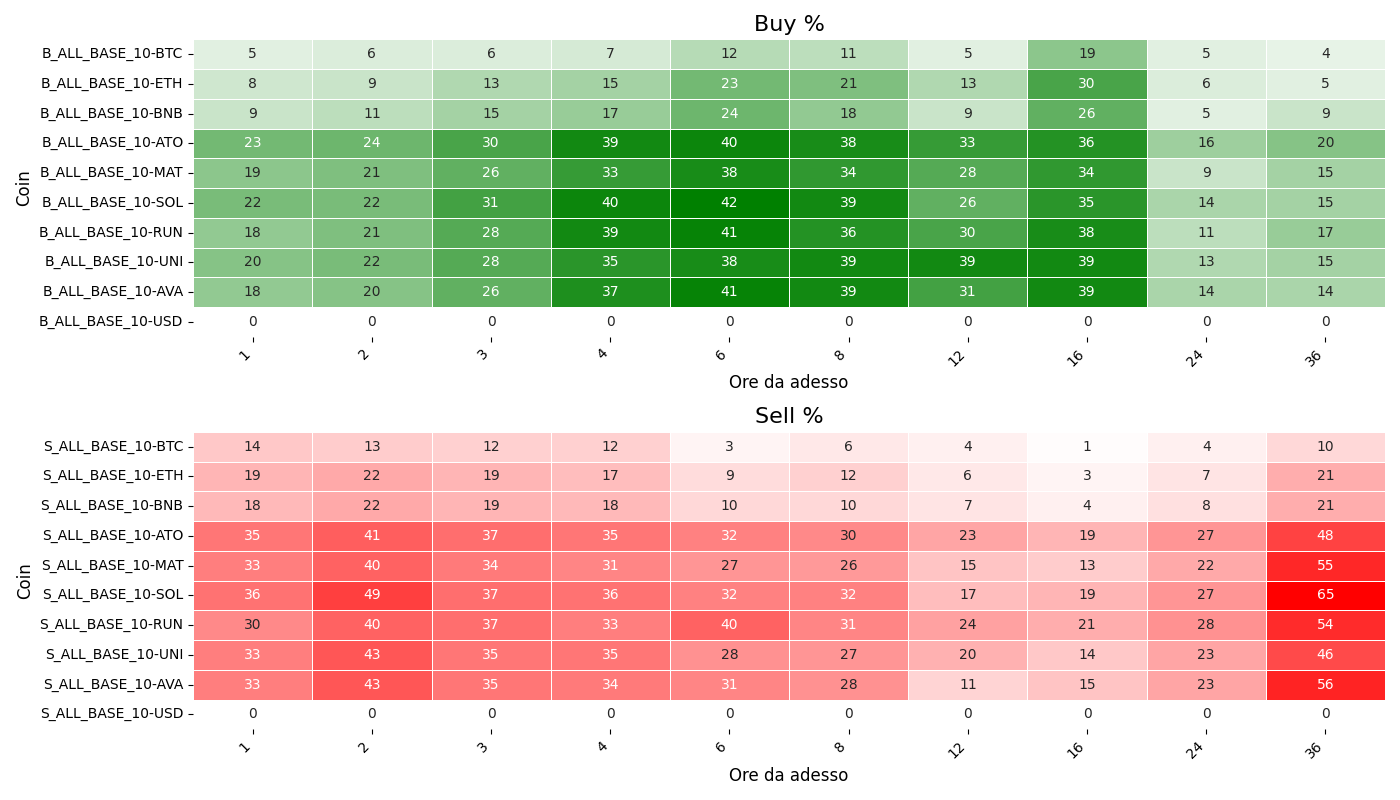 Buy %
Coin
B_ALL_BASE_10-BTC 5 6 6 7 12 11 5 19 5 4
B_ALL_BASE_10-ETH 8 9 13 15 23 21 13 30 6 5
B_ALL_BASE_10-BNB 9 11 15 17 24 18 9 26 5 9
B_ALL_BASE_10-ATO 23 24 30 39 40 38 33 36 16 20
B_ALL_BASE_10-MAT 19 21 26 33 38 34 28 34 9 15
B_ALL_BASE_10-SOL 22 22 31 40 42 39 26 35 14 15
B_ALL_BASE_10-RUN 18 21 28 39 41 36 30 38 11 17
B_ALL_BASE_10-UNI 20 22 28 35 38 39 39 39 13 15
B_ALL_BASE_10-AVA 18 20 26 37 41 39 31 39 14 14
B_ALL_BASE_10-USD 0 0 0 0 0 0 0 0 0 0
1 2 3 4 6 8 12 16 24 36
Ore da adesso
Sell %
Coin
S_ALL_BASE_10-BTC 14 13 12 12 3 6 4 1 4 10
S_ALL_BASE_10-ETH 19 22 19 17 9 12 6 3 7 21
S_ALL_BASE_10-BNB 18 22 19 18 10 10 7 4 8 21
S_ALL_BASE_10-ATO 35 41 37 35 32 30 23 19 27 48
S_ALL_BASE_10-MAT 33 40 34 31 27 26 15 13 22 55
S_ALL_BASE_10-SOL 36 49 37 36 32 32 17 19 27 65
S_ALL_BASE_10-RUN 30 40 37 33 40 31 24 21 28 54
S_ALL_BASE_10-UNI 33 43 35 35 28 27 20 14 23 46
S_ALL_BASE_10-AVA 33 43 35 34 31 28 11 15 23 56
S_ALL_BASE_10-USD 0 0 0 0 0 0 0 0 0 0
1 2 3 4 6 8 12 16 24 36
Ore da adesso